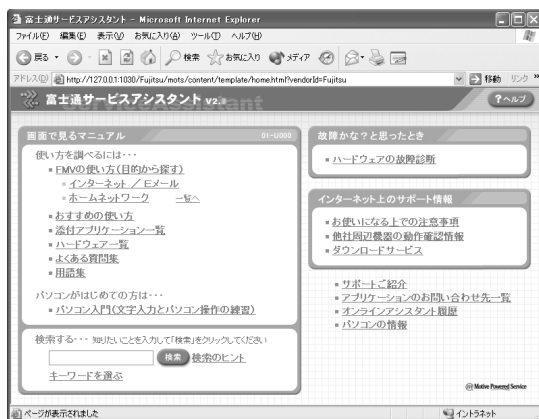 富士通サービスアシスタント - Microsoft Internet Explorer
ファイル(F) 編集(E) 表示(V) お気に入り(A) ツール(T) ヘルプ(H)
戻る 検索 お気に入り メディア
アドレス(D) http://127.0.0.1:1030/Fujitsu/mots/content/template/home.html?vendorId=Fujitsu 移動 リンク »
富士通サービスアシスタント V2.
?ヘルプ
画面で見るマニュアル 01-U000
使い方を調べるには・・・
FMVの使い方(目的から探す)
インターネット / Eメール
ホームネットワーク 一覧へ
おすすめの使い方
添付アプリケーション一覧
ハードウェア一覧
よくある質問集
用語集
パソコンがはじめての方は・・・
パソコン入門(文字入力とパソコン操作の練習)
検索する・・・ 知りたいことを入力して「検索」をクリックしてください
検索 検索のヒント
キーワードを選ぶ
故障かな?と思ったとき
ハードウェアの故障診断
インターネット上のサポート情報
お使いになる上での注意事項
他社周辺機器の動作確認情報
ダウンロードサービス
サポートご紹介
アプリケーションのお問い合わせ先一覧
オンラインアシスタント履歴
パソコンの情報
Motive Powered Service
ページが表示されました イントラネット